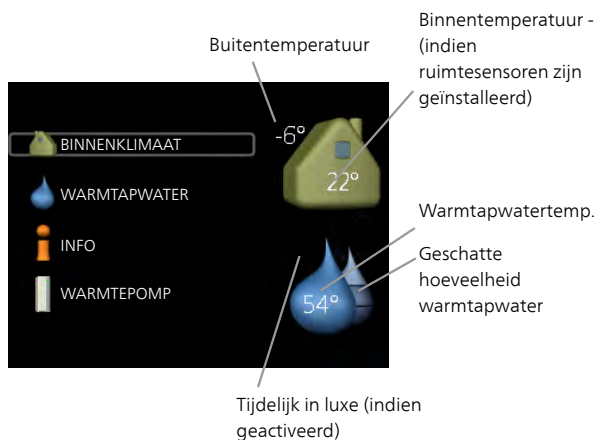 Binnentemperatuur -
(indien
ruimtesensoren zijn
geïnstalleerd)
Buitentemperatuur
-6°
BINNENKLIMAAT
22°
WARMTAPWATER
INFO
WARMTEPOMP
54°
Warmtapwatertemp.
Geschatte
hoeveelheid
warmtapwater
Tijdelijk in luxe (indien
geactiveerd)